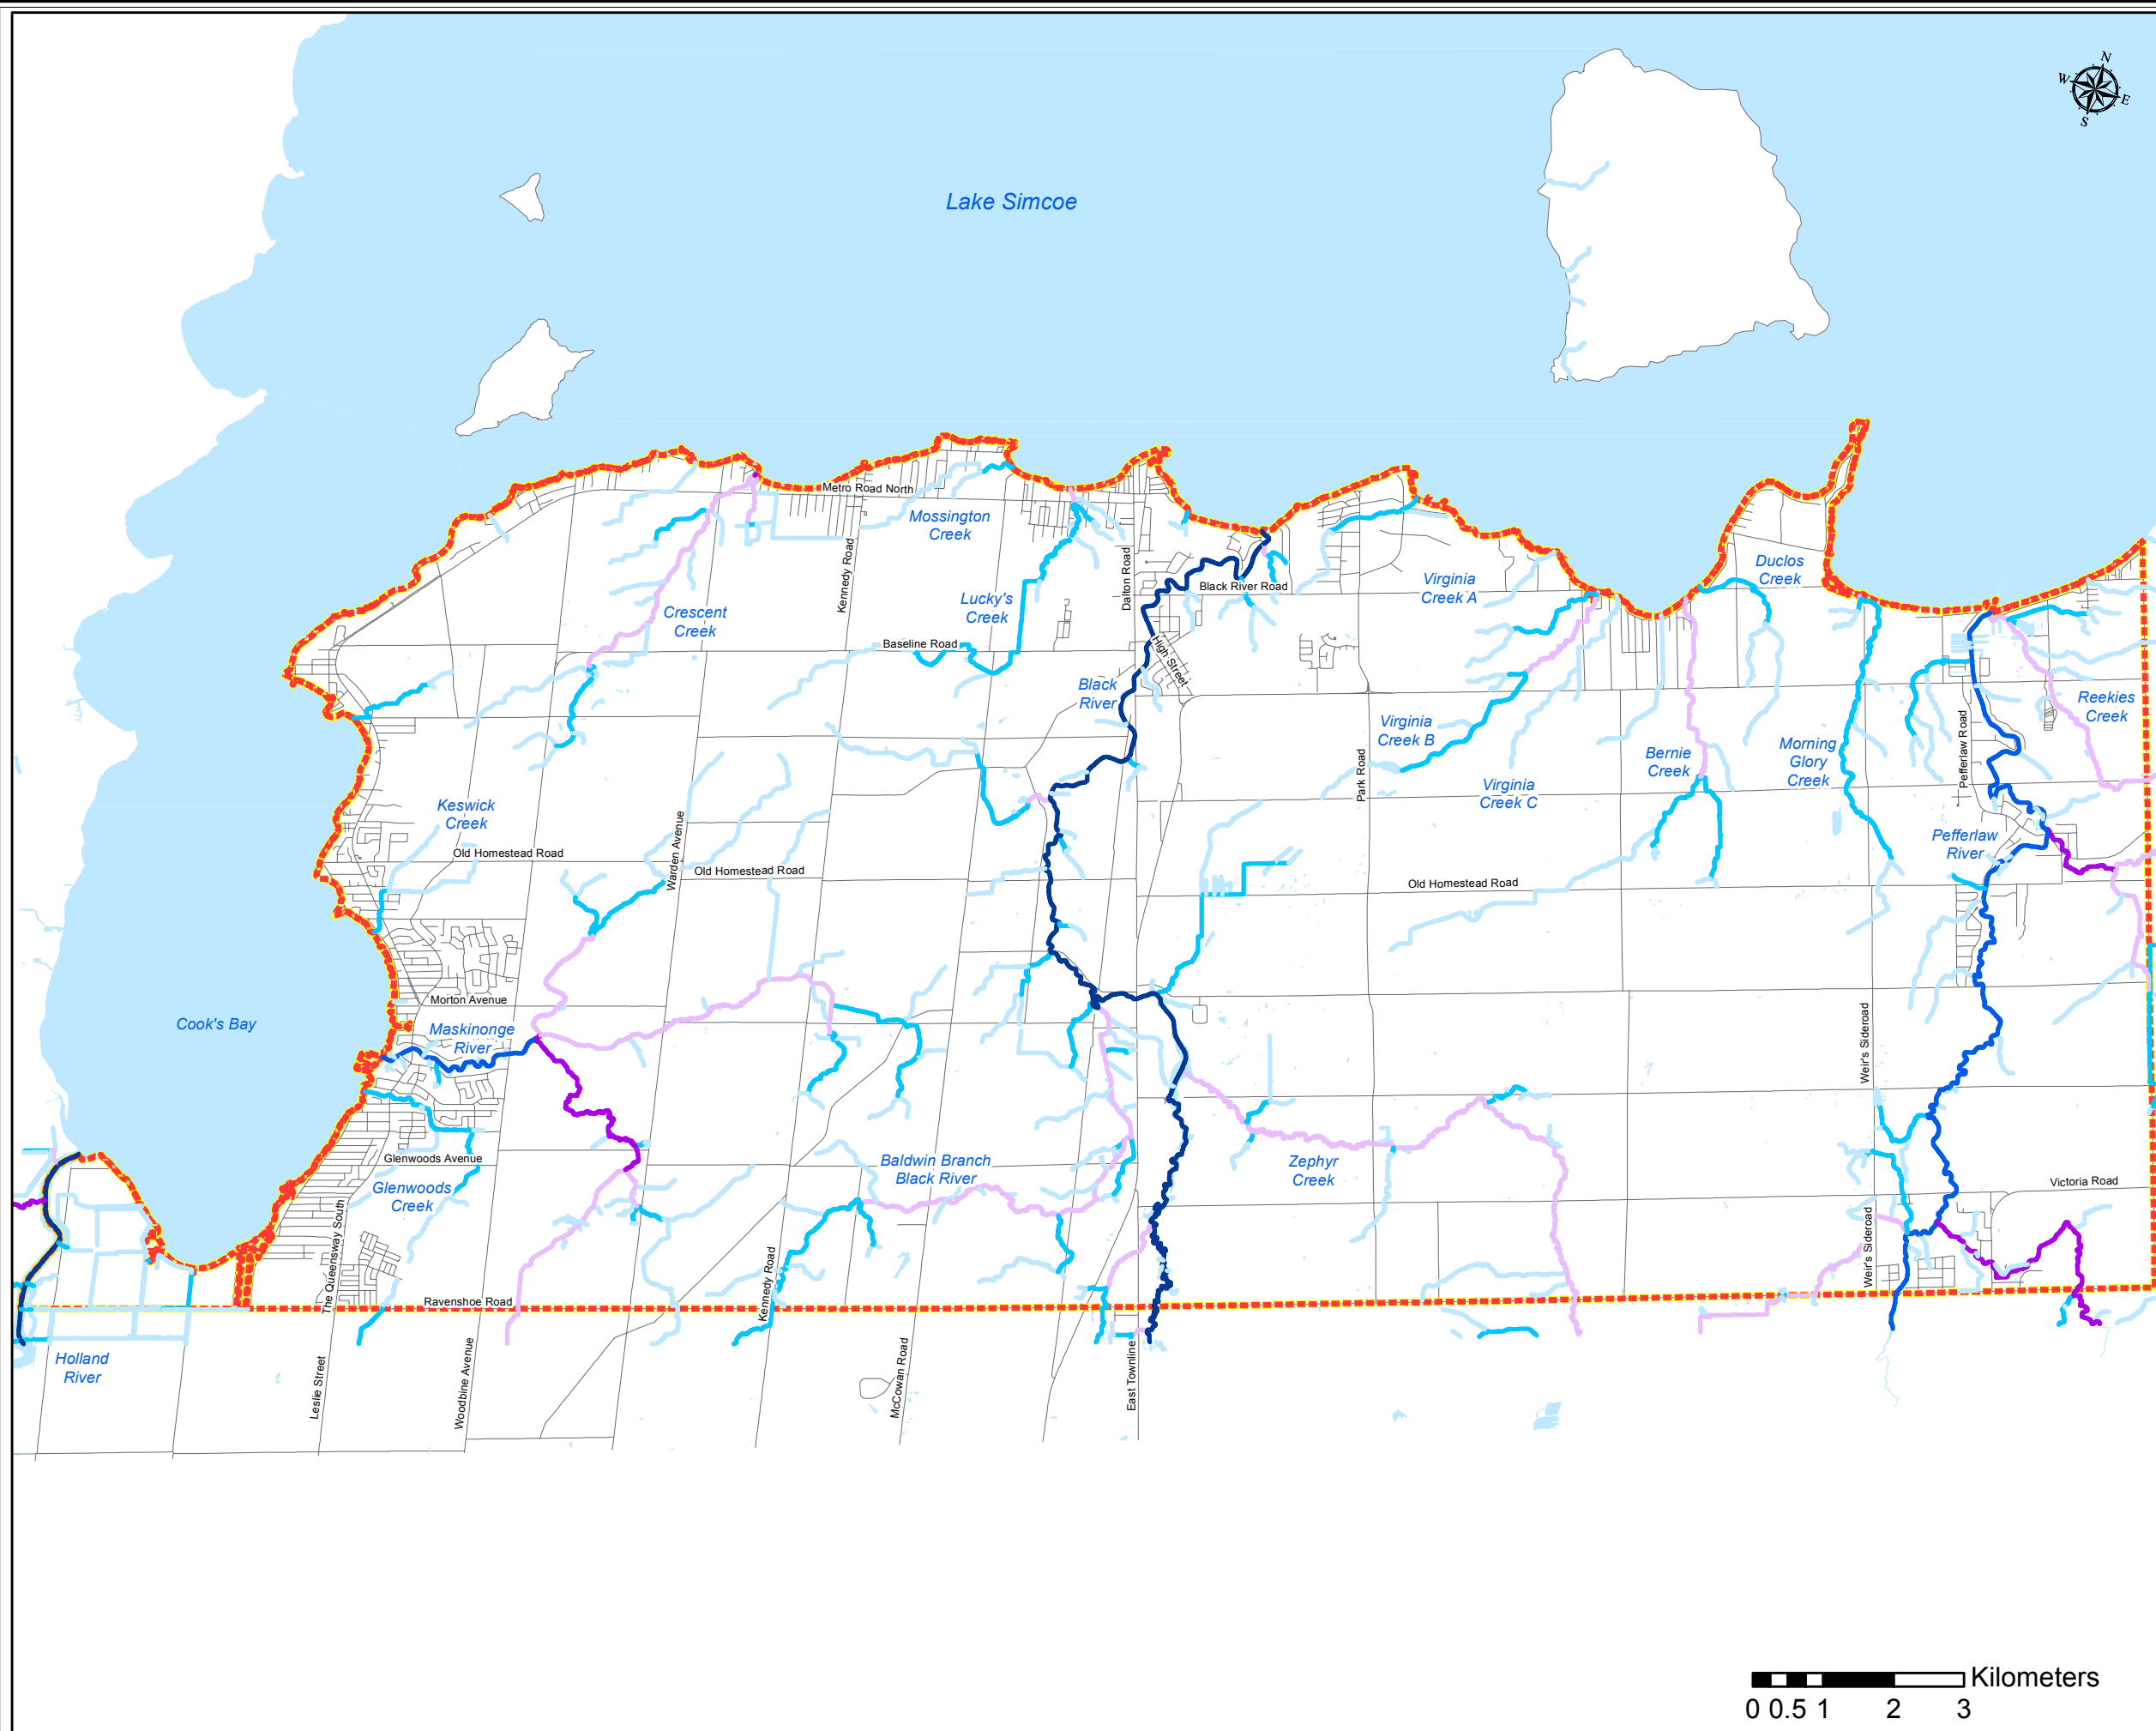 N
W
E
S
Lake Simcoe
Metro Road North
Mossington
Creek
Kennedy Road
Dalton Road
Black River Road
Lucky's
Creek
Crescent
Creek
Baseline Road
High Street
Virginia
Creek A
Duclos
Creek
Black
River
Virginia
Creek B
Bernie
Creek
Morning
Glory
Creek
Reekies
Creek
Pefferlaw Road
Park Road
Virginia
Creek C
Keswick
Creek
Warden Avenue
Old Homestead Road
Old Homestead Road
Old Homestead Road
Pefferlaw
River
Morton Avenue
Cook's Bay
Maskinonge
River
Weir's Sideroad
Glenwoods Avenue
Glenwoods
Creek
Baldwin Branch
Black River
Zephyr
Creek
Victoria Road
Weir's Sideroad
The Queensway South
Kennedy Road
Ravenshoe Road
Holland
River
Leslie Street
Woodbine Avenue
McCowan Road
East Townline
Kilometers
0 0.5 1 2 3